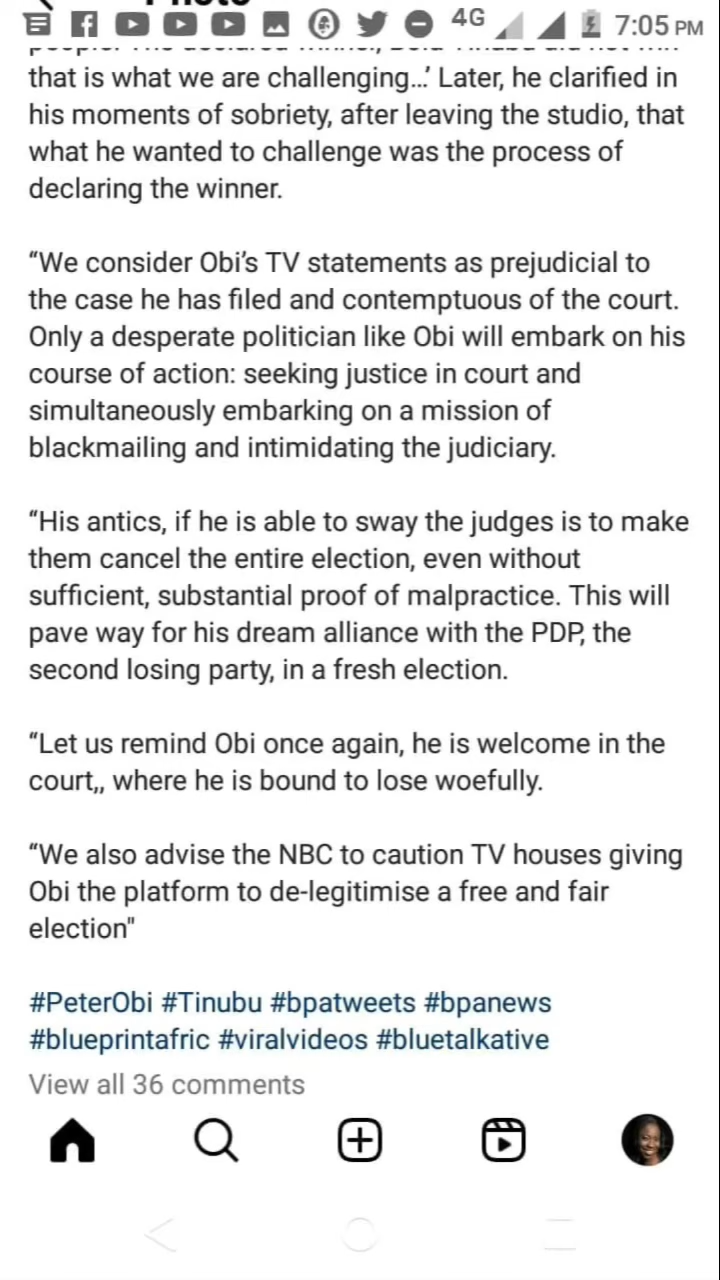 4G 7:05 PM
that is what we are challenging...’ Later, he clarified in
his moments of sobriety, after leaving the studio, that
what he wanted to challenge was the process of
declaring the winner.
“We consider Obi’s TV statements as prejudicial to
the case he has filed and contemptuous of the court.
Only a desperate politician like Obi will embark on his
course of action: seeking justice in court and
simultaneously embarking on a mission of
blackmailing and intimidating the judiciary.
“His antics, if he is able to sway the judges is to make
them cancel the entire election, even without
sufficient, substantial proof of malpractice. This will
pave way for his dream alliance with the PDP, the
second losing party, in a fresh election.
“Let us remind Obi once again, he is welcome in the
court,, where he is bound to lose woefully.
“We also advise the NBC to caution TV houses giving
Obi the platform to de-legitimise a free and fair
election"
#PeterObi #Tinubu #bpatweets #bpanews
#blueprintafric #viralvideos #bluetalkative
View all 36 comments